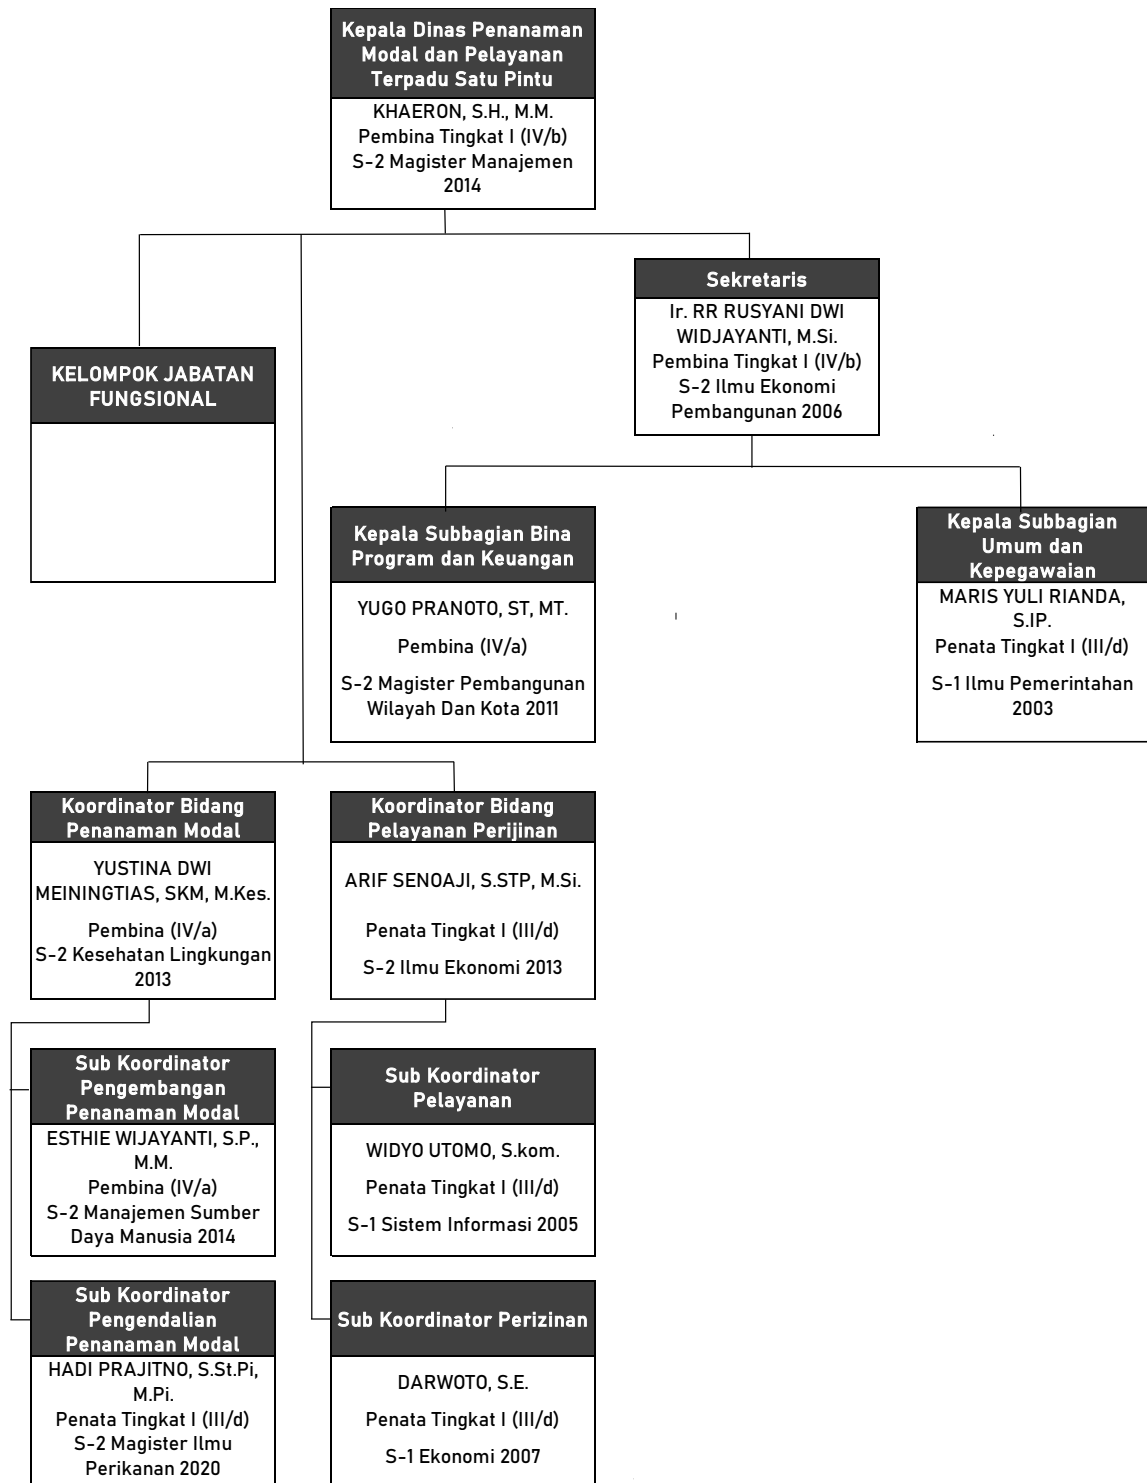 Kepala Dinas Penanaman
Modal dan Pelayanan
Terpadu Satu Pintu
KHAERON, S.H., M.M.
Pembina Tingkat I (IV/b)
S-2 Magister Manajemen
2014
Sekretaris
Ir. RR RUSYANI DWI
WIDJAYANTI, M.Si.
Pembina Tingkat I (IV/b)
S-2 Ilmu Ekonomi
Pembangunan 2006
KELOMPOK JABATAN
FUNGSIONAL
Kepala Subbagian Bina
Program dan Keuangan
YUGO PRANOTO, ST, MT.
Pembina (IV/a)
S-2 Magister Pembangunan
Wilayah Dan Kota 2011
Kepala Subbagian
Umum dan
Kepegawaian
MARIS YULI RIANDA,
S.IP.
Penata Tingkat I (III/d)
S-1 Ilmu Pemerintahan
2003
Koordinator Bidang
Penanaman Modal
YUSTINA DWI
MEININGTIAS, SKM, M.Kes.
Pembina (IV/a)
S-2 Kesehatan Lingkungan
2013
Koordinator Bidang
Pelayanan Perijinan
ARIF SENOAJI, S.STP, M.Si.
Penata Tingkat I (III/d)
S-2 Ilmu Ekonomi 2013
Sub Koordinator
Pengembangan
Penanaman Modal
ESTHIE WIJAYANTI, S.P.,
M.M.
Pembina (IV/a)
S-2 Manajemen Sumber
Daya Manusia 2014
Sub Koordinator
Pelayanan
WIDYO UTOMO, S.kom.
Penata Tingkat I (III/d)
S-1 Sistem Informasi 2005
Sub Koordinator
Pengendalian
Penanaman Modal
HADI PRAJITNO, S.St.Pi,
M.Pi.
Penata Tingkat I (III/d)
S-2 Magister Ilmu
Perikanan 2020
Sub Koordinator Perizinan
DARWOTO, S.E.
Penata Tingkat I (III/d)
S-1 Ekonomi 2007